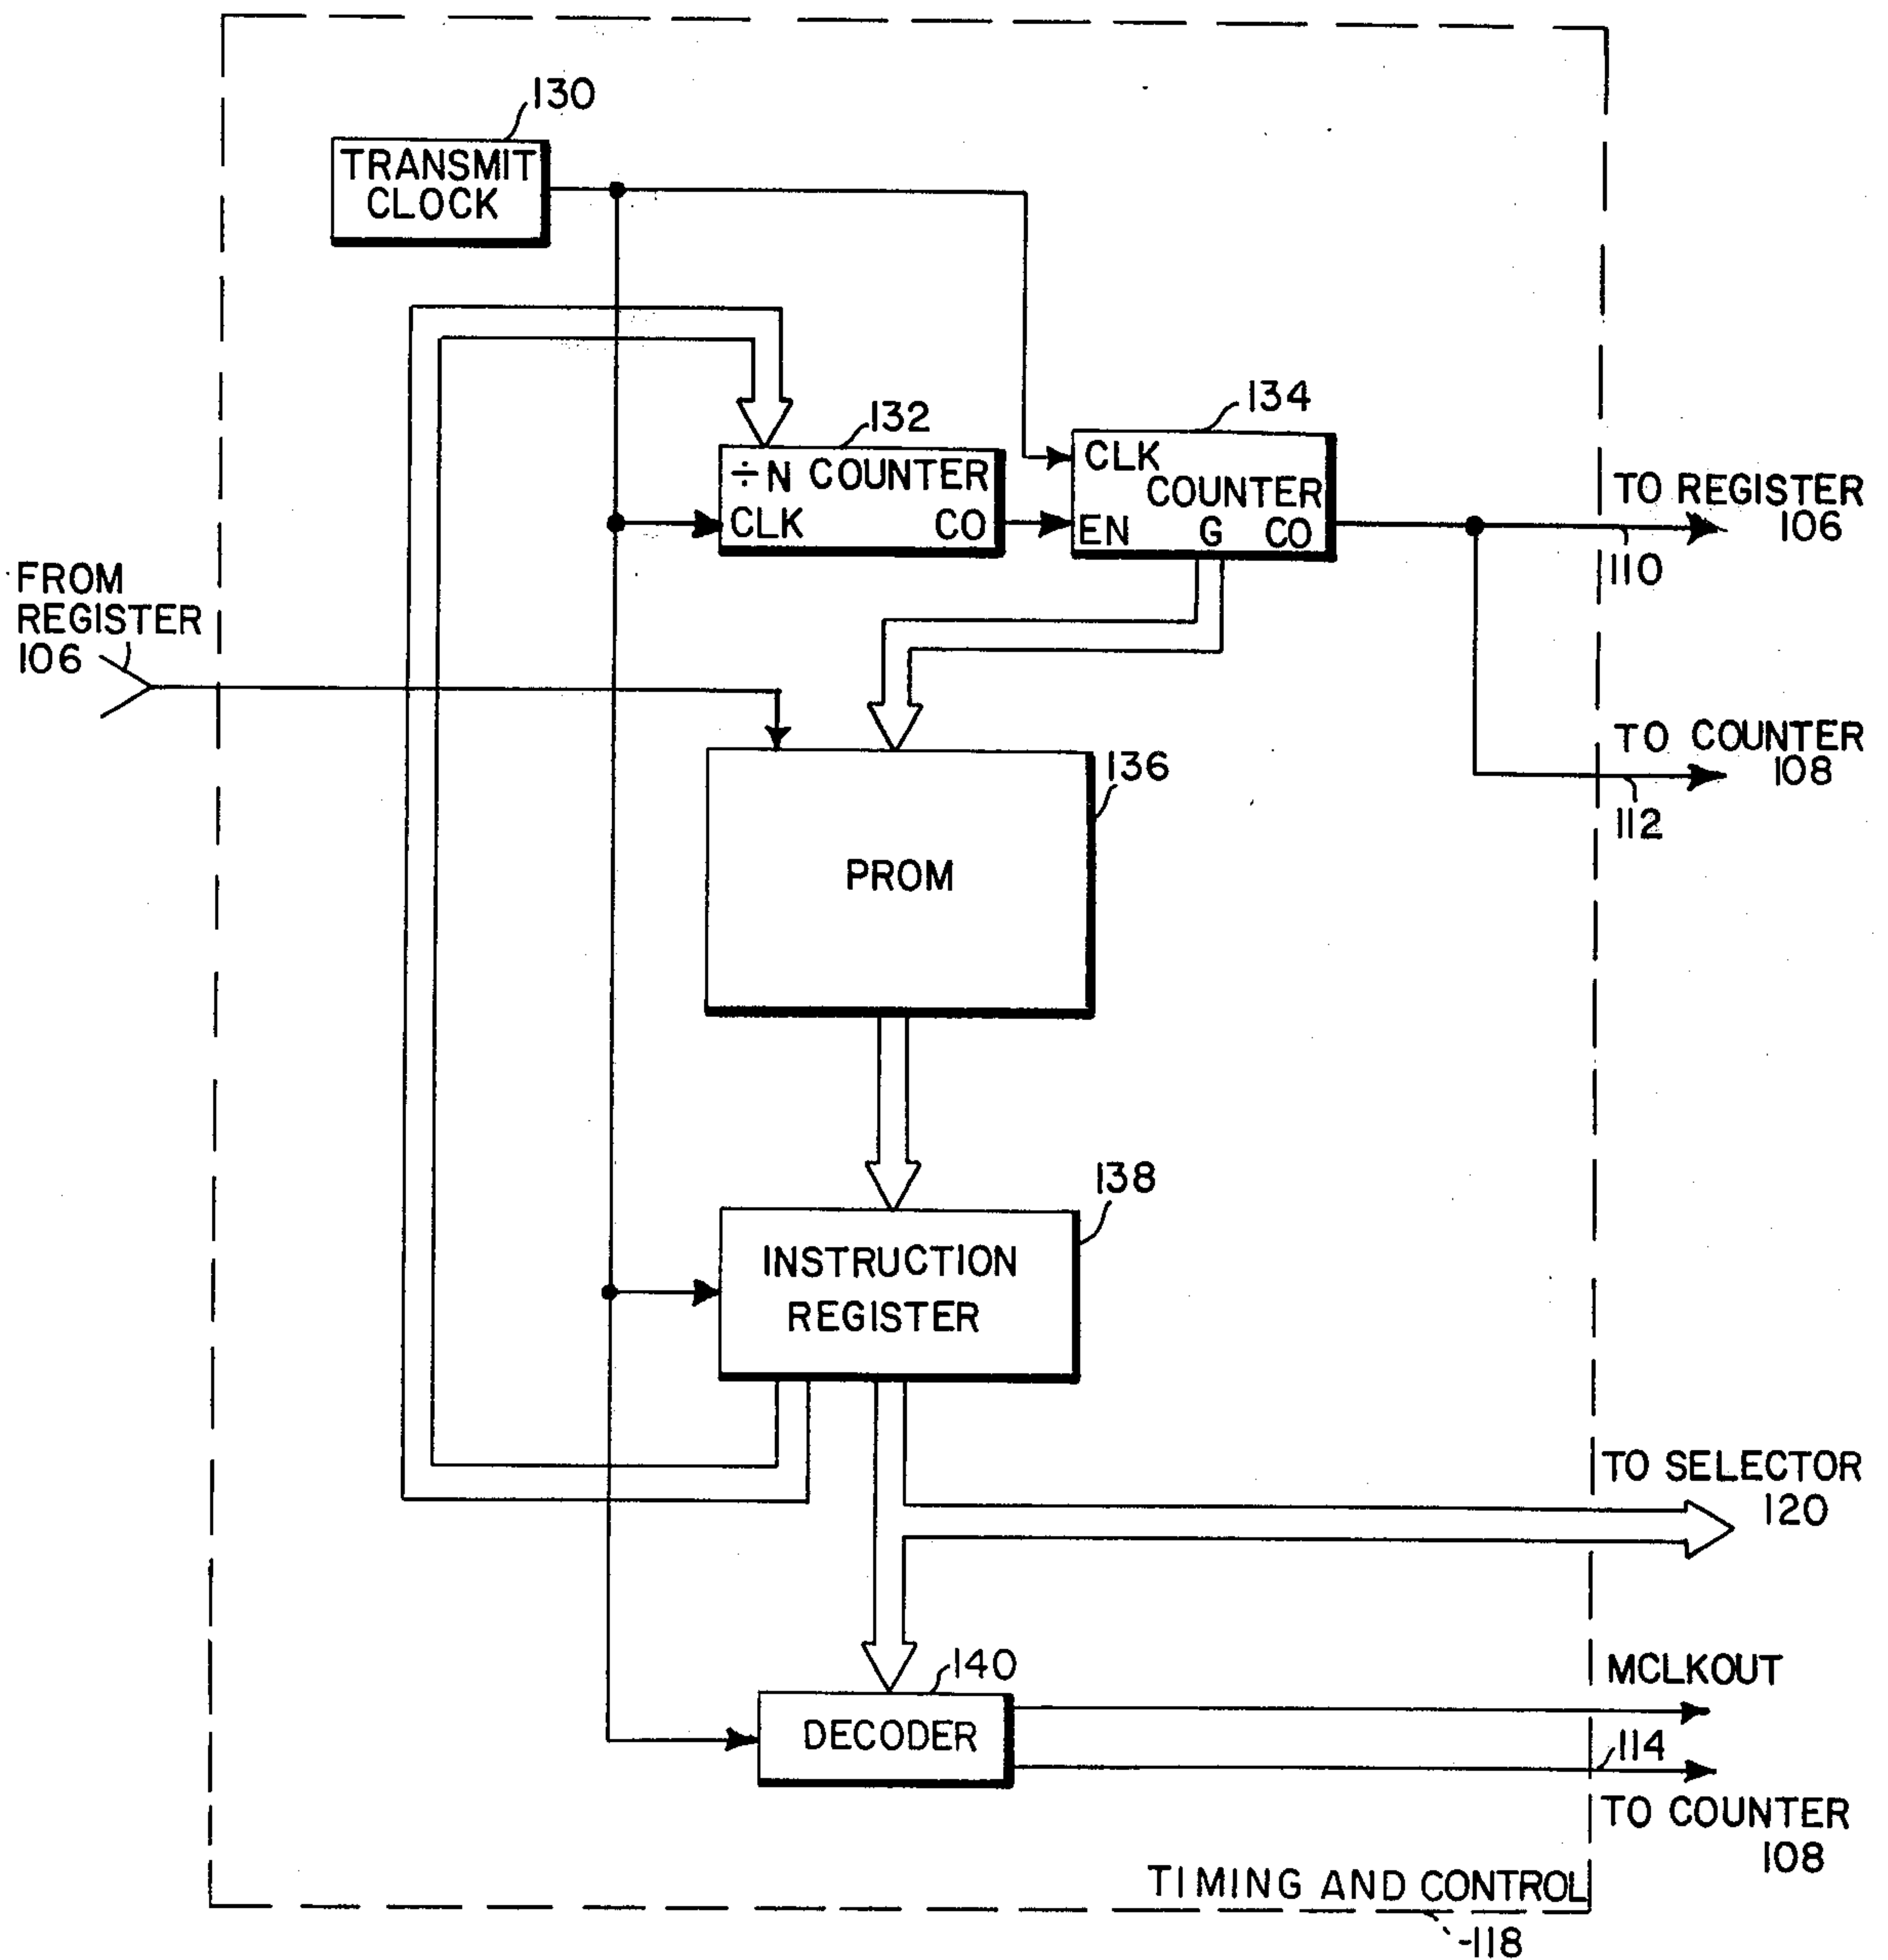 130
TRANSMIT
CLOCK
132
÷N COUNTER
CLK CO
134
CLK
COUNTER
EN G CO
TO REGISTER
106
110
FROM
REGISTER
106
TO COUNTER
108
112
136
PROM
138
INSTRUCTION
REGISTER
TO SELECTOR
120
140
DECODER
MCLKOUT
114
TO COUNTER
108
TIMING AND CONTROL
118